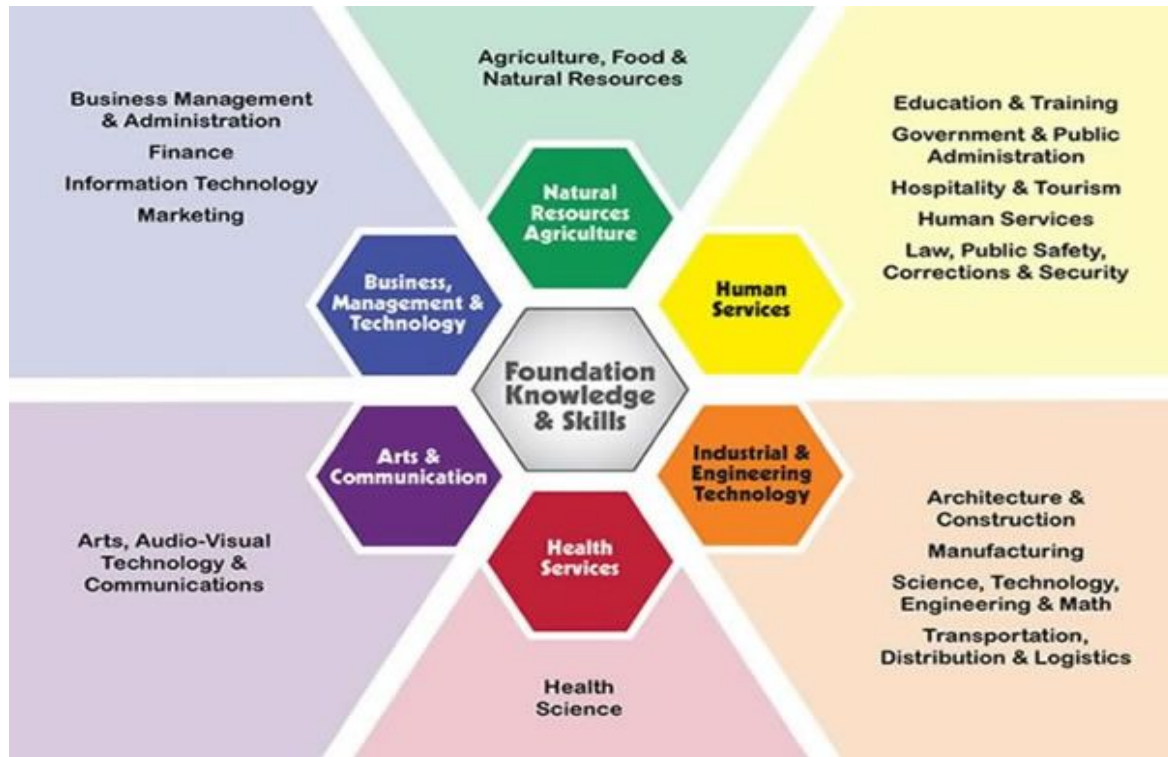 Agriculture, Food &
Natural Resources
Business Management
& Administration
Finance
Information Technology
Marketing
Education & Training
Government & Public
Administration
Hospitality & Tourism
Human Services
Law, Public Safety,
Corrections & Security
Natural
Resources
Agriculture
Business,
Management &
Technology
Human
Services
Foundation
Knowledge
& Skills
Arts &
Communication
Industrial &
Engineering
Technology
Health
Services
Arts, Audio-Visual
Technology &
Communications
Architecture &
Construction
Manufacturing
Science, Technology,
Engineering & Math
Transportation,
Distribution & Logistics
Health
Science